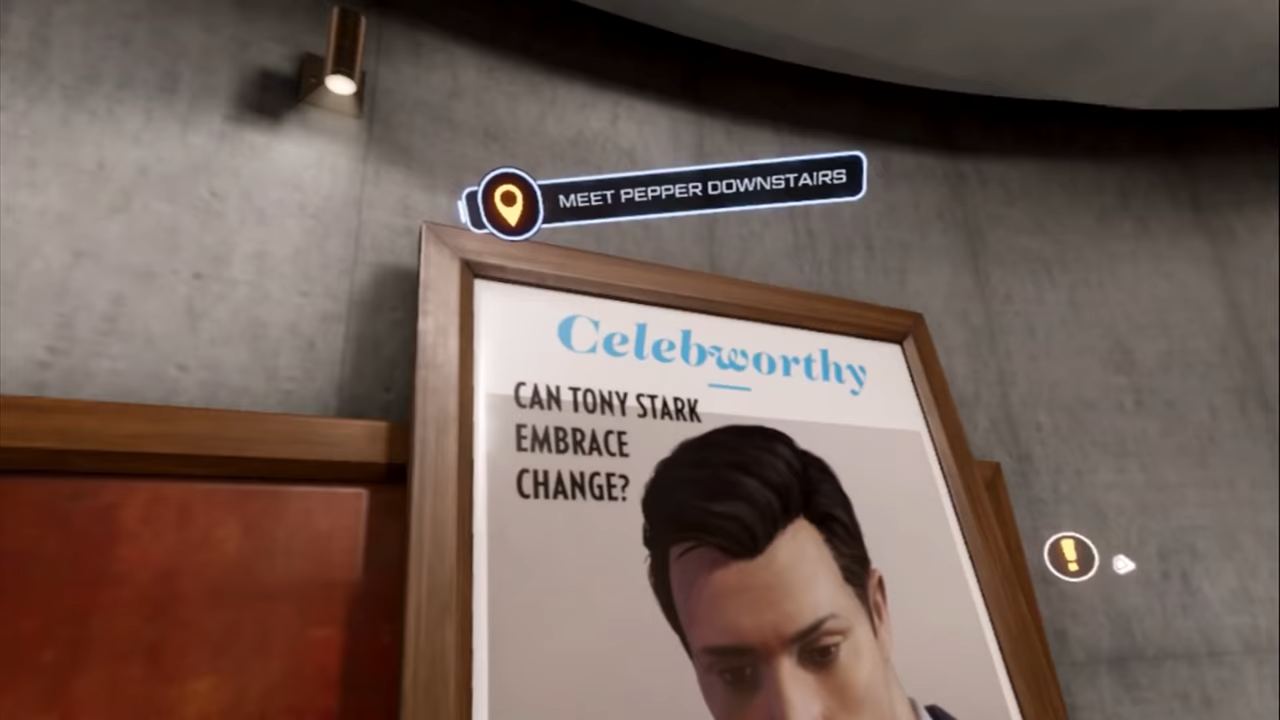 MEET PEPPER DOWNSTAIRS
Celebworthy
CAN TONY STARK
EMBRACE
CHANGE?